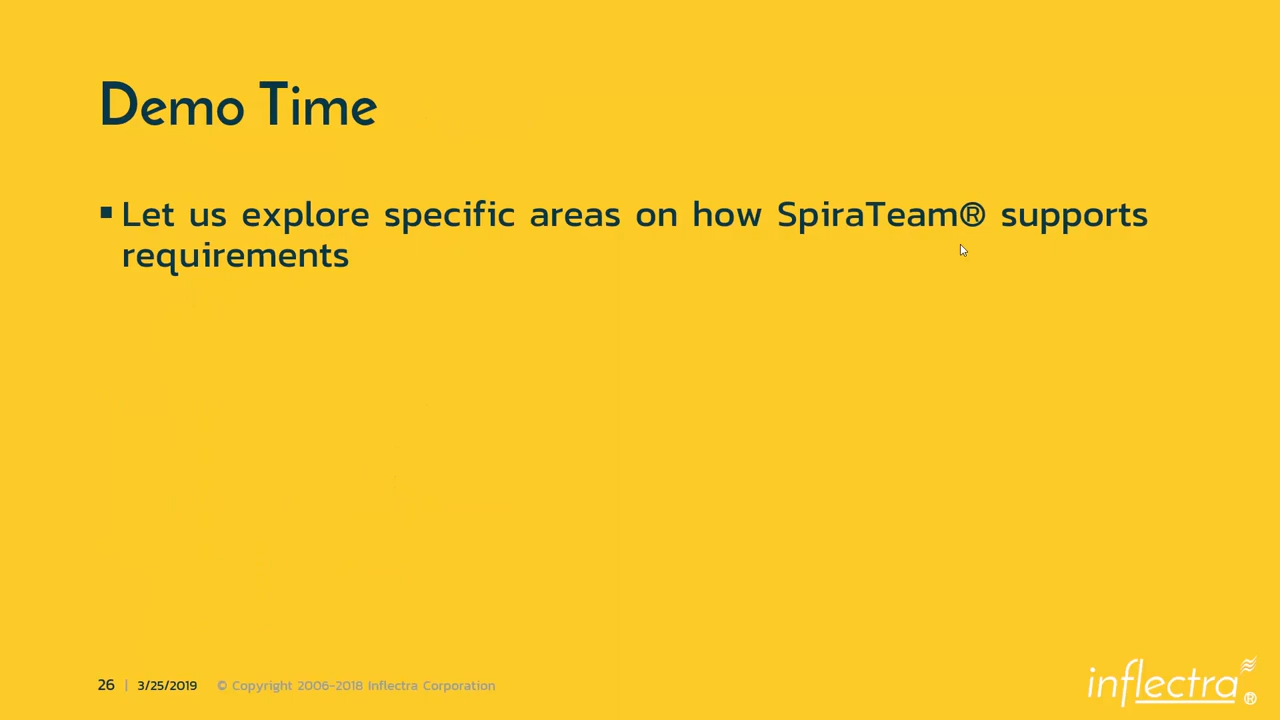 Demo Time
▪ Let us explore specific areas on how SpiraTeam® supports
requirements
26 | 3/25/2019 © Copyright 2006-2018 Inflectra Corporation
inflectra®